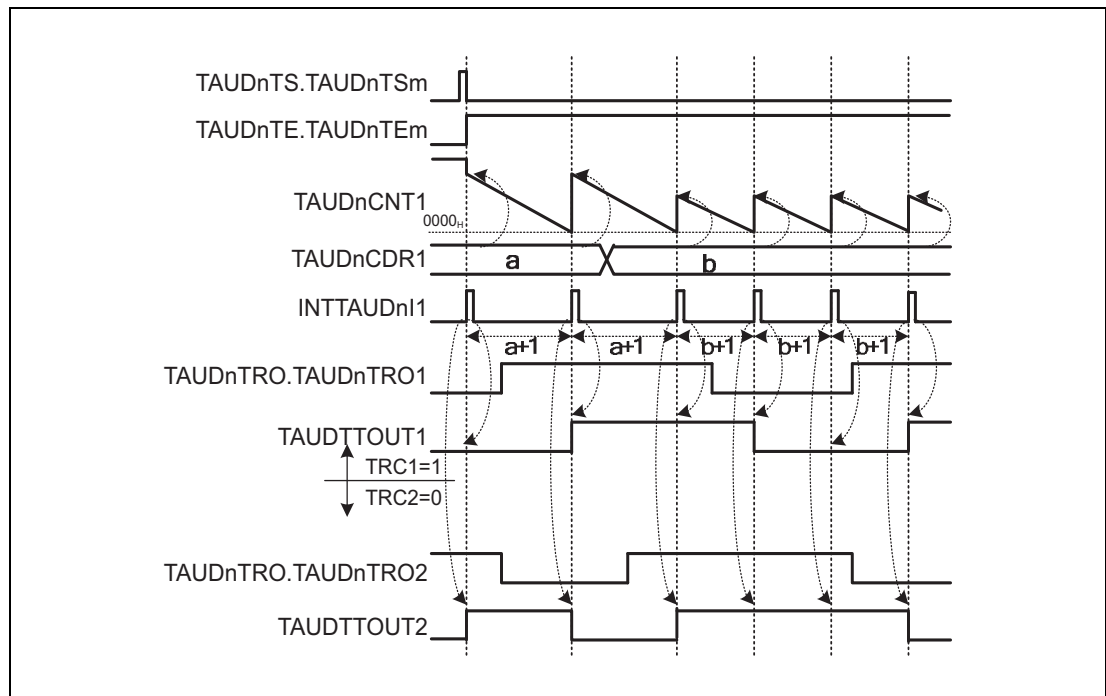 TAUDnTS.TAUDnTSm
TAUDnTE.TAUDnTEm
TAUDnCNT1
0000H
TAUDnCDR1
a
b
INTTAUDnI1
a+1
a+1
b+1
b+1
b+1
TAUDnTRO.TAUDnTRO1
TAUDTTOUT1
TRC1=1
TRC2=0
TAUDnTRO.TAUDnTRO2
TAUDTTOUT2